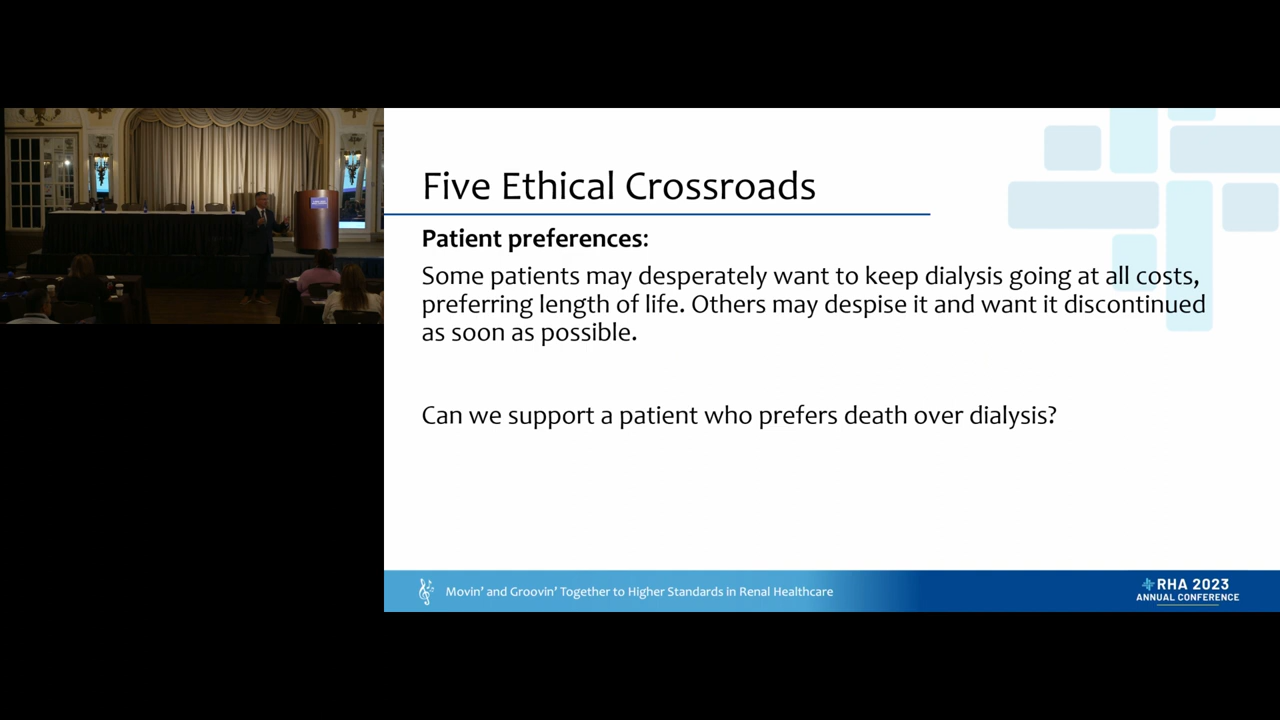 Five Ethical Crossroads
Patient preferences:
Some patients may desperately want to keep dialysis going at all costs,
preferring length of life. Others may despise it and want it discontinued
as soon as possible.
Can we support a patient who prefers death over dialysis?
Movin’ and Groovin’ Together to Higher Standards in Renal Healthcare
RHA 2023
ANNUAL CONFERENCE